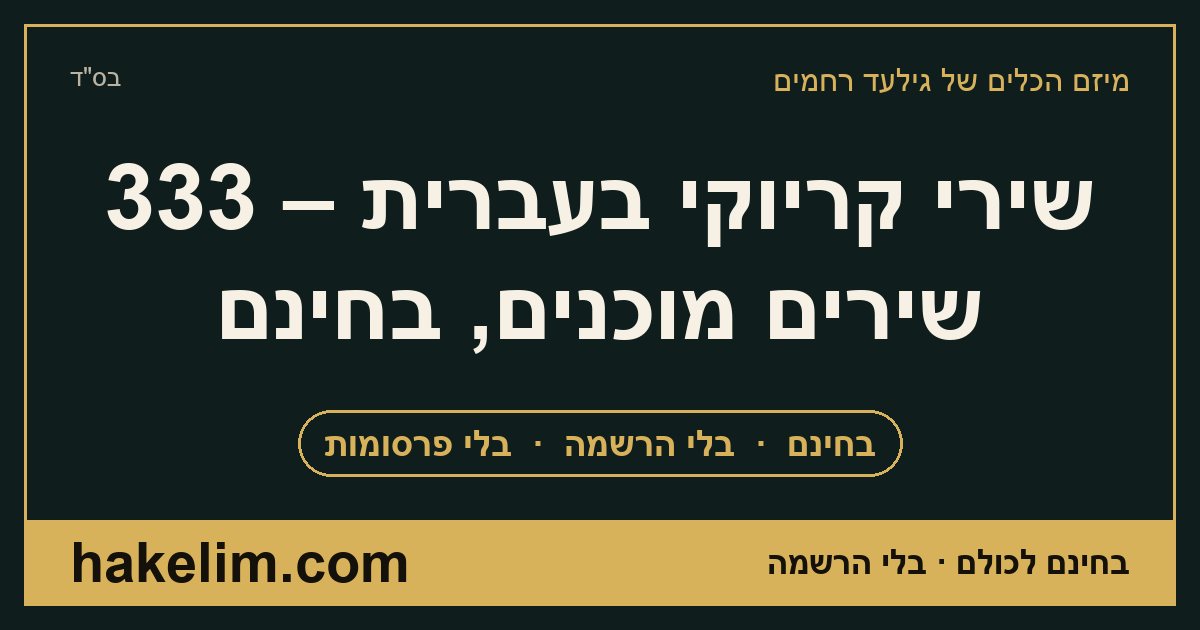 מיזם הכלים של גילעד רחמים
בס"ד
שירי קריוקי בעברית – 333
שירים מוכנים, בחינם
בחינם · בלי הרשמה · בלי פרסומות
בחינם לכולם · בלי הרשמה
hakelim.com